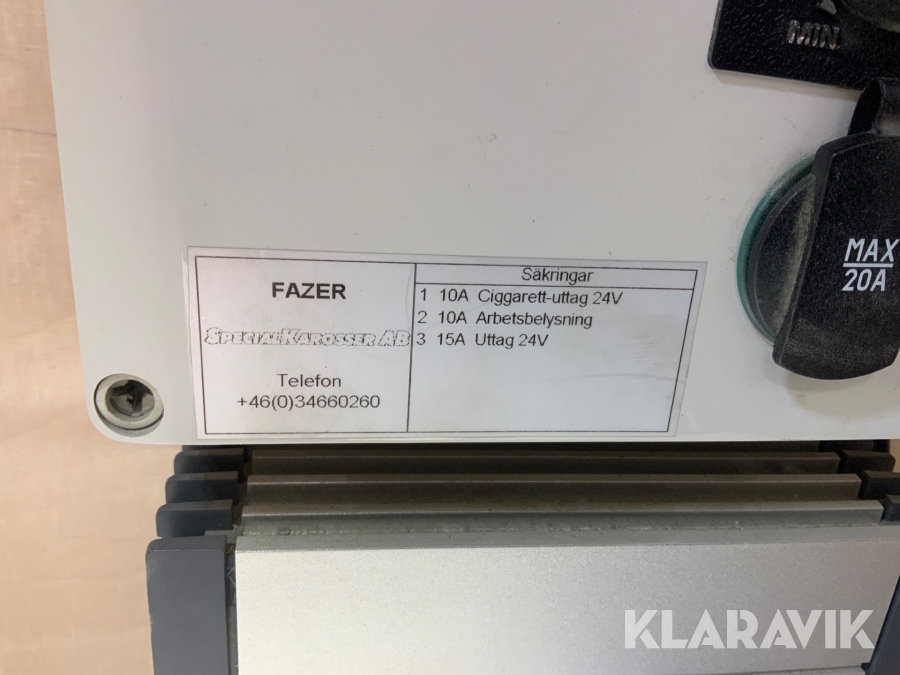 MIN.
MAX
20A
FAZER
SPECIALKAROSSER AB
Telefon
+46(0)34660260
Säkringar
1 10A Ciggarett-uttag 24V
2 10A Arbetsbelysning
3 15A Uttag 24V
KLARAVIK